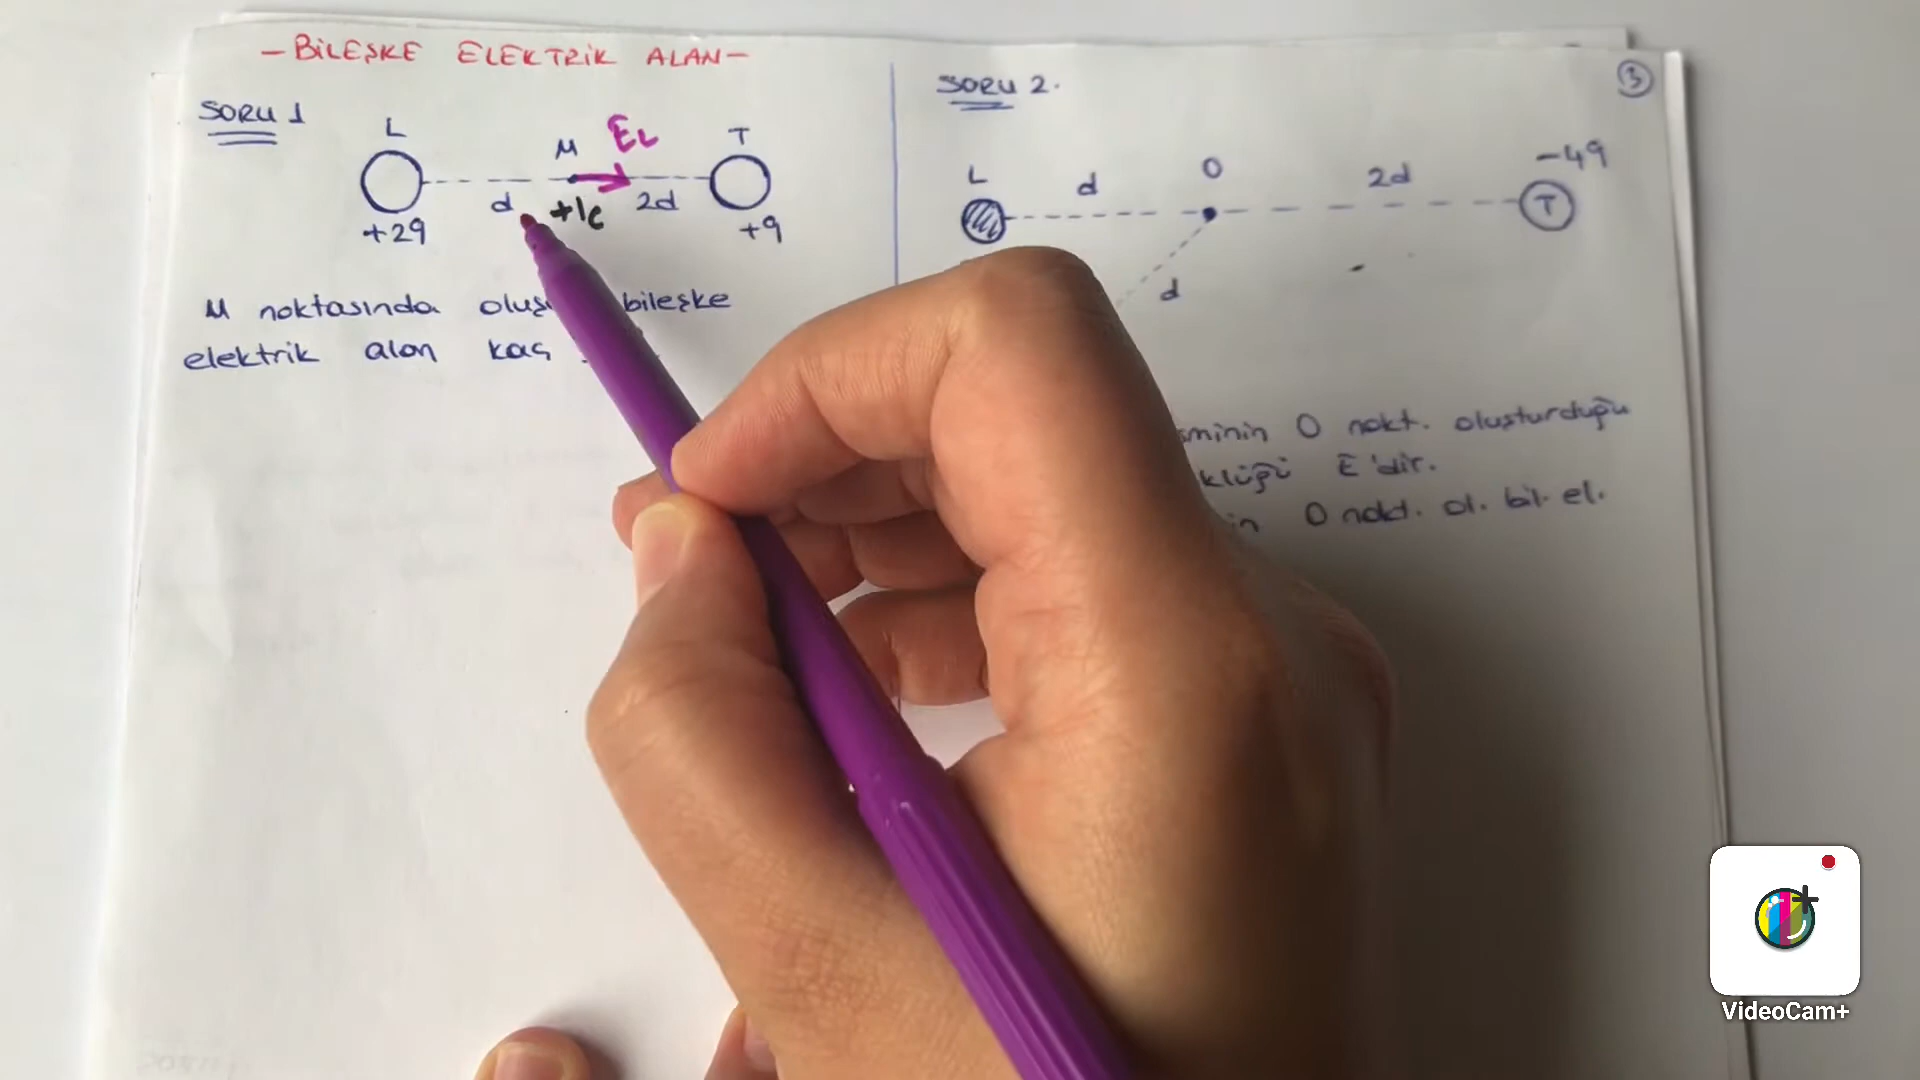 - BİLEŞKE ELEKTRİK ALAN -
SORU 1
L
M
EL
T
d
+1c
2d
+2q
+q
M noktasında bileşke
elektrik alan kaç
SORU 2.
3
L
d
O
2d
-4q
T
d
O nokt. oluşturduğu
E'dir.
O nokt. ol. bil. el.
VideoCam+